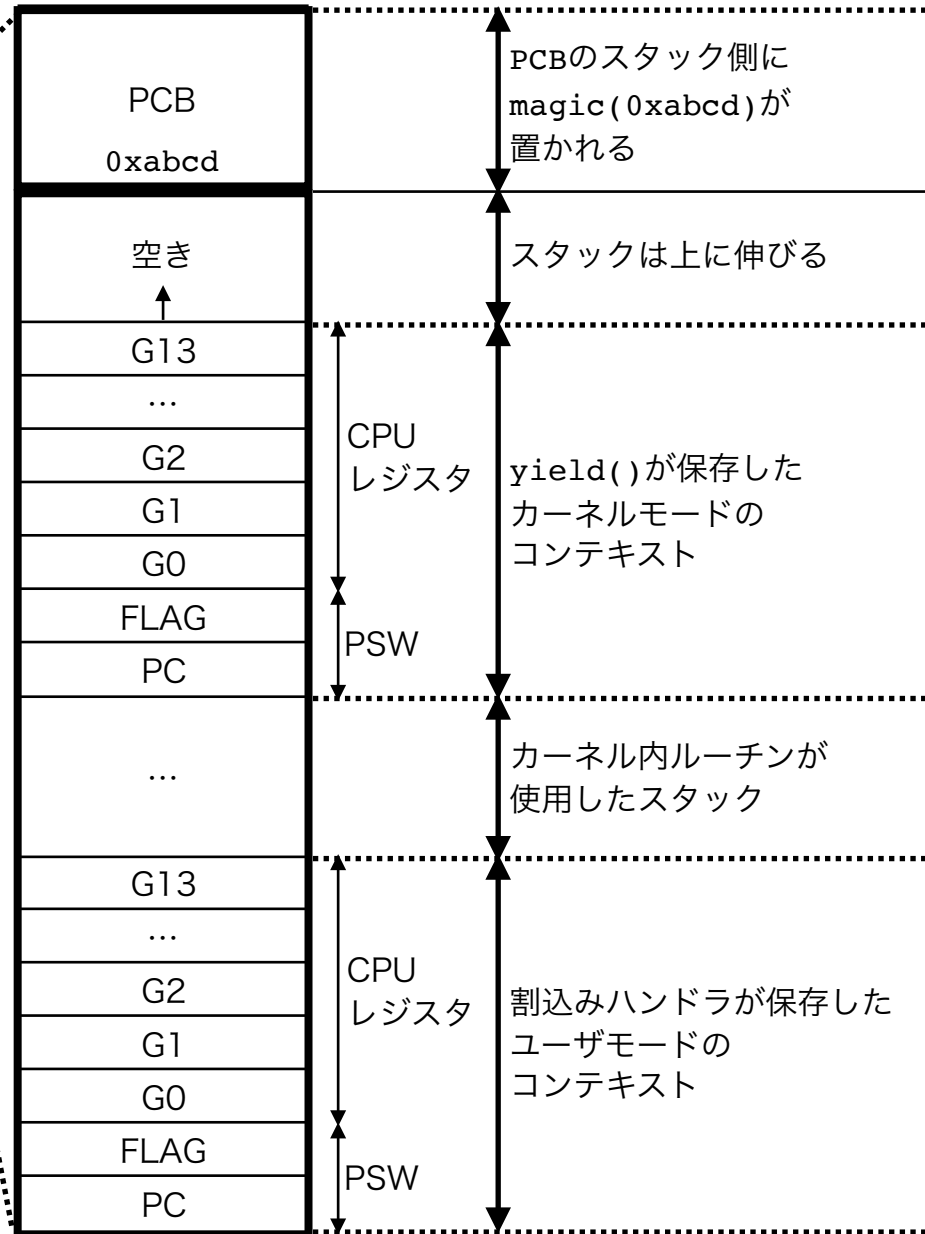 PCB
0xabcd
PCBのスタック側に
magic(0xabcd)が
置かれる
空き
スタックは上に伸びる
G13
…
G2
G1
G0
FLAG
PC
CPU
レジスタ
PSW
yield()が保存した
カーネルモードの
コンテキスト
…
カーネル内ルーチンが
使用したスタック
G13
…
G2
G1
G0
FLAG
PC
CPU
レジスタ
PSW
割込みハンドラが保存した
ユーザモードの
コンテキスト